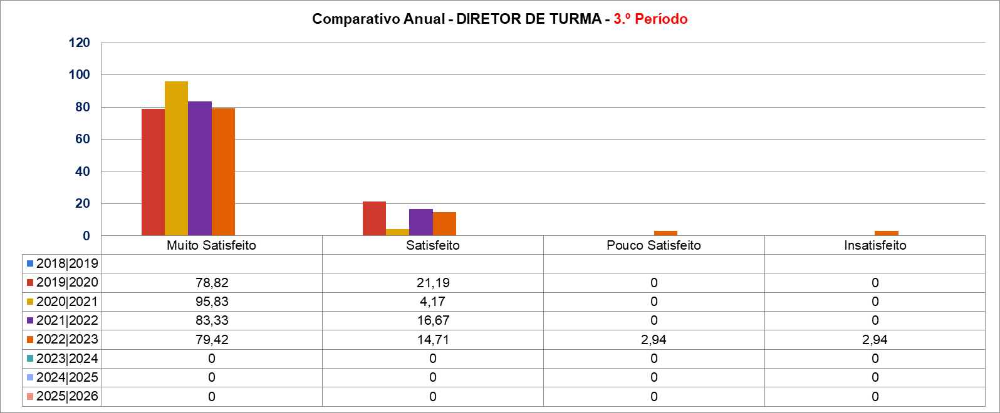 Comparativo Anual - DIRETOR DE TURMA - 3.º Período
120
100
80
60
40
20
0
Muito Satisfeito Satisfeito Pouco Satisfeito Insatisfeito
2018|2019
2019|2020 78,82 21,19 0 0
2020|2021 95,83 4,17 0 0
2021|2022 83,33 16,67 0 0
2022|2023 79,42 14,71 2,94 2,94
2023|2024 0 0 0 0
2024|2025 0 0 0 0
2025|2026 0 0 0 0